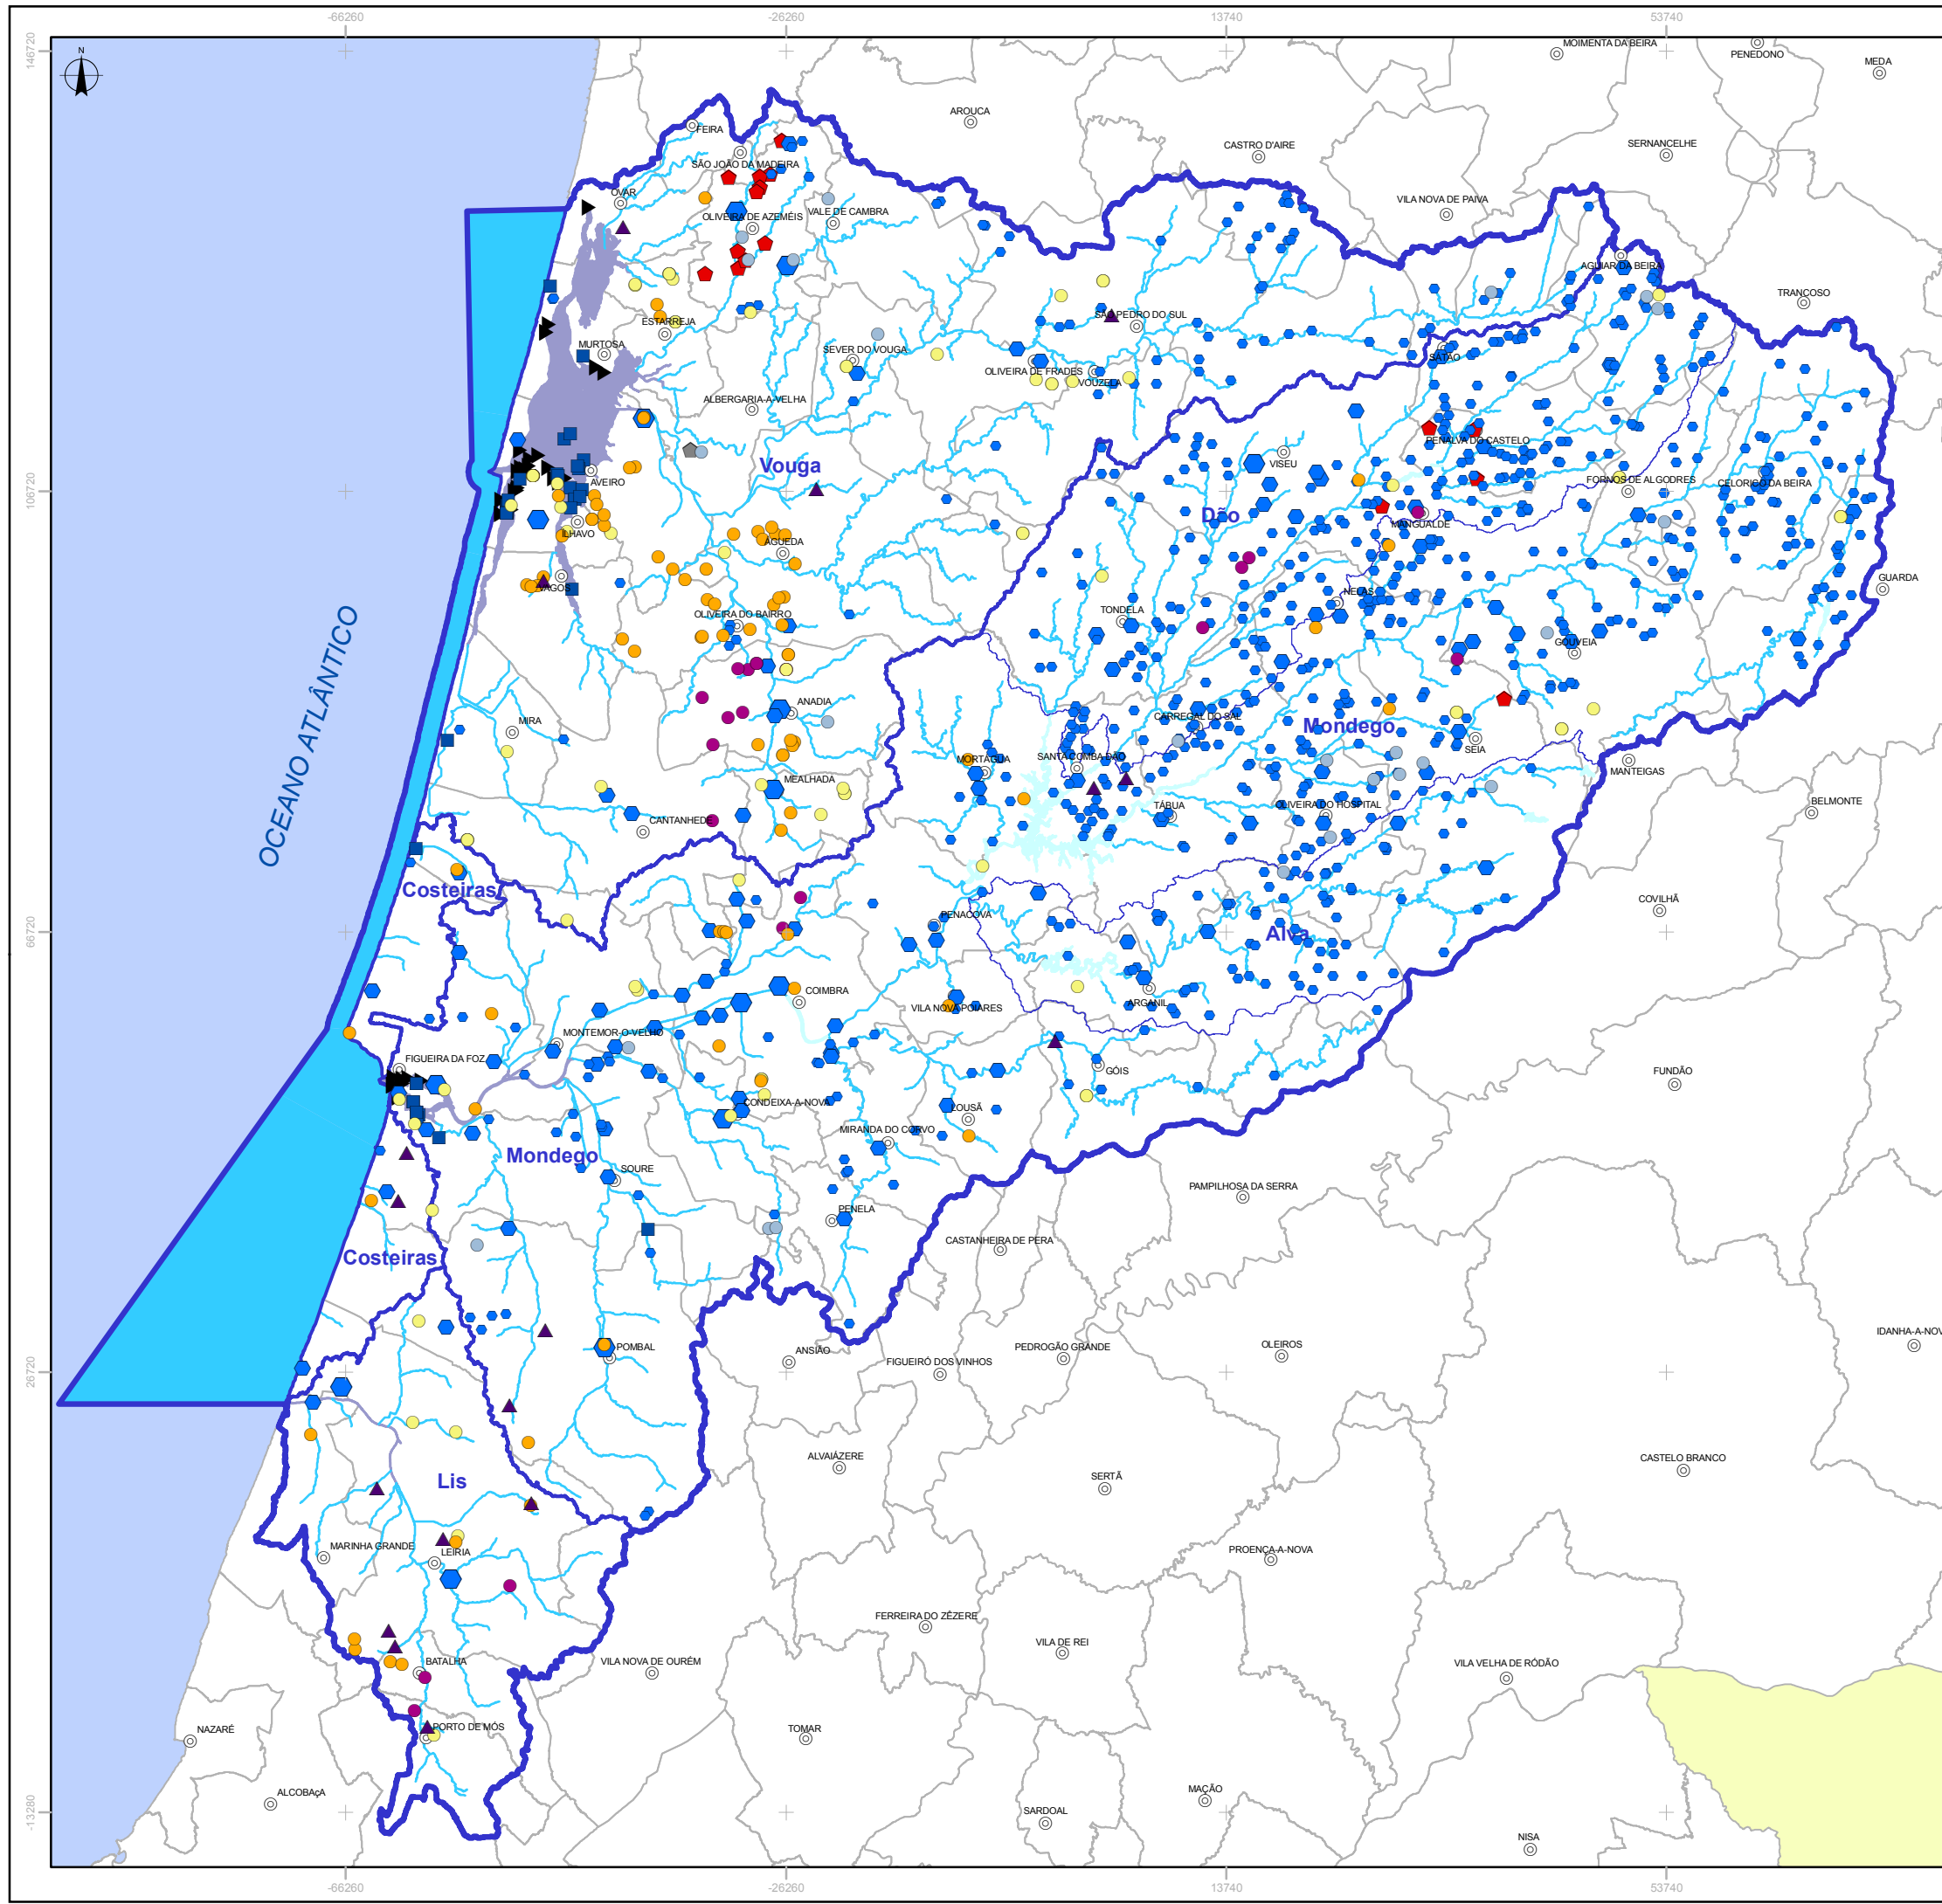 -66260
-26260
13740
53740
146720
N
MOIMENTA DA BEIRA
PENEDONO
MEDA
AROUCA
FEIRA
CASTRO D'AIRE
SERNANCELHE
SÃO JOÃO DA MADEIRA
OVAR
VILA NOVA DE PAIVA
OLIVEIRA DE AZEMÉIS
VALE DE CAMBRA
AGUIAR DA BEIRA
TRANCOSO
SÃO PEDRO DO SUL
ESTARREJA
MURTOSA
SEVER DO VOUGA
SÁTÃO
OLIVEIRA DE FRADES
VOUZELA
ALBERGARIA-A-VELHA
PENALVA DO CASTELO
Vouga
VISEU
106720
AVEIRO
FORNOS DE ALGODRES
CELORICO DA BEIRA
Dão
MANGUALDE
ILHAVO
ÁGUEDA
GUARDA
VAGOS
NELAS
OLIVEIRA DO BAIRRO
TONDELA
GOUVEIA
OCEANO ATLÂNTICO
ANADIA
MIRA
CARREGAL DO SAL
Mondego
SEIA
MORTÁGUA
SANTA COMBA DÃO
MANTEIGAS
MEALHADA
TÁBUA
OLIVEIRA DO HOSPITAL
BELMONTE
CANTANHEDE
Costeiras
COVILHÃ
PENACOVA
66720
Alva
COIMBRA
VILA NOVA POIARES
ARGANIL
MONTEMOR-O-VELHO
FIGUEIRA DA FOZ
GÓIS
FUNDÃO
CONDEIXA-A-NOVA
LOUSÃ
MIRANDA DO CORVO
Mondego
SOURE
PAMPILHOSA DA SERRA
PENELA
CASTANHEIRA DE PERA
Costeiras
POMBAL
ANSIÃO
FIGUEIRÓ DOS VINHOS
PEDROGÃO GRANDE
OLEIROS
IDANHA-A-NOV
26720
ALVAIÁZERE
CASTELO BRANCO
Lis
SERTÃ
MARINHA GRANDE
LEIRIA
PROENÇA-A-NOVA
FERREIRA DO ZÊZERE
VILA DE REI
BATALHA
VILA NOVA DE OURÉM
VILA VELHA DE RÓDÃO
NAZARÉ
PORTO DE MÓS
TOMAR
ALCOBAçA
MAÇÃO
SARDOAL
-13280
NISA
-66260
-26260
13740
53740